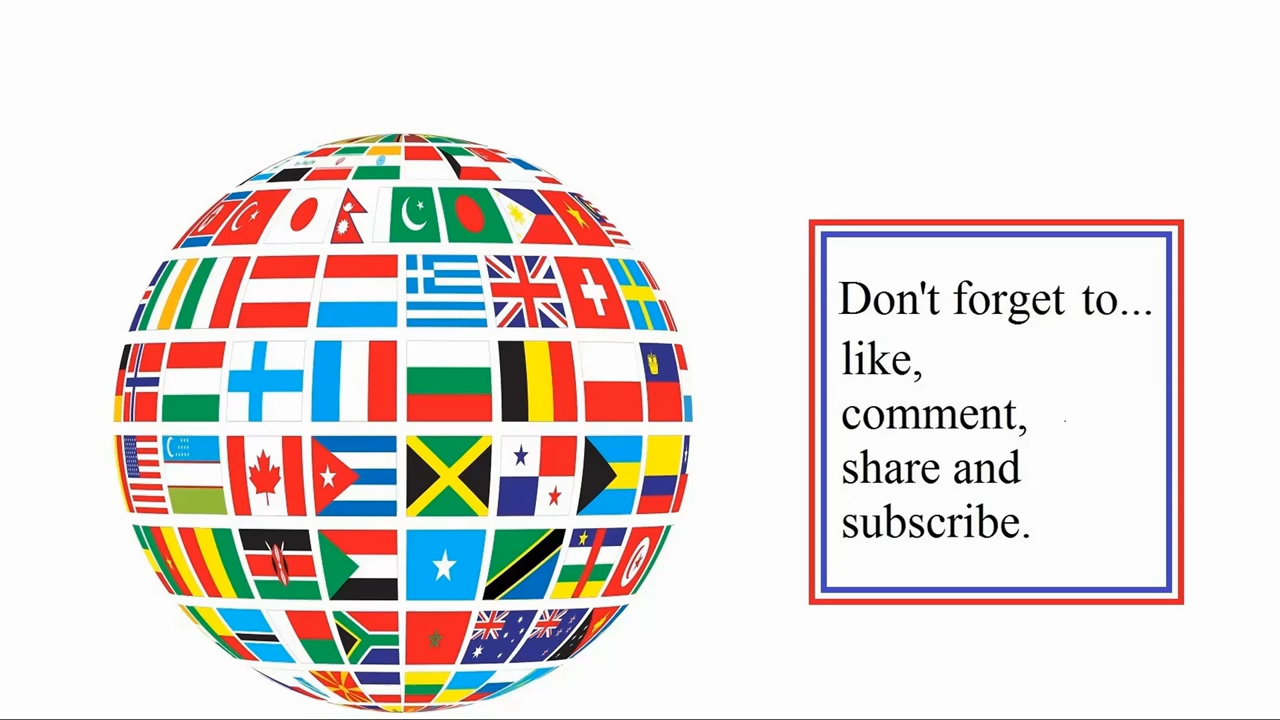 Don't forget to...
like,
comment,
share and
subscribe.